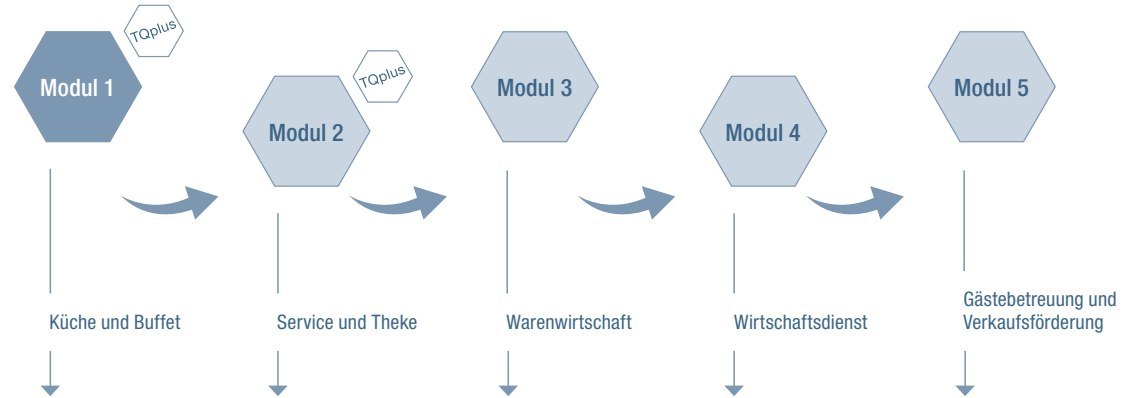 TQplus
Modul 1
TQplus
Modul 2
Modul 3
Modul 4
Modul 5
Küche und Buffet
Service und Theke
Warenwirtschaft
Wirtschaftsdienst
Gästebetreuung und
Verkaufsförderung